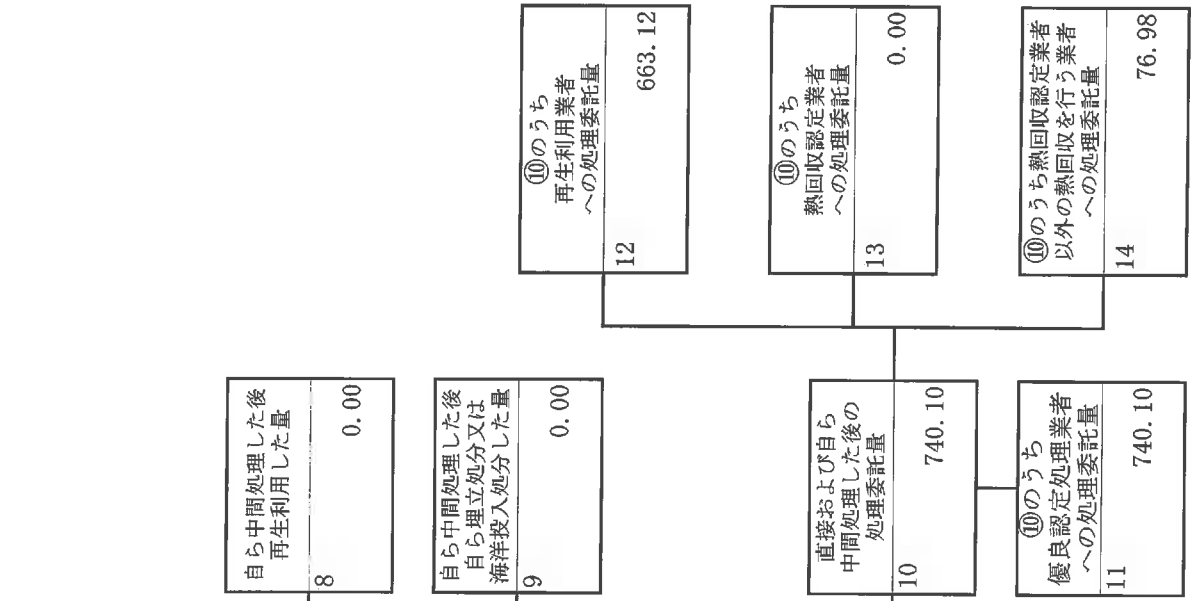 自ら中間処理した後
再生利用した量
8
0.00
自ら中間処理した後
自ら埋立処分又は
海洋投入処分した量
9
0.00
直接および自ら
中間処理した後の
処理委託量
10
740.10
⑩のうち
優良認定処理業者
への処理委託量
11
740.10
⑩のうち
再生利用業者
への処理委託量
12
663.12
⑩のうち
熱回収認定業者
への処理委託量
13
0.00
⑩のうち熱回収認定業者
以外の熱回収を行う業者
への処理委託量
14
76.98